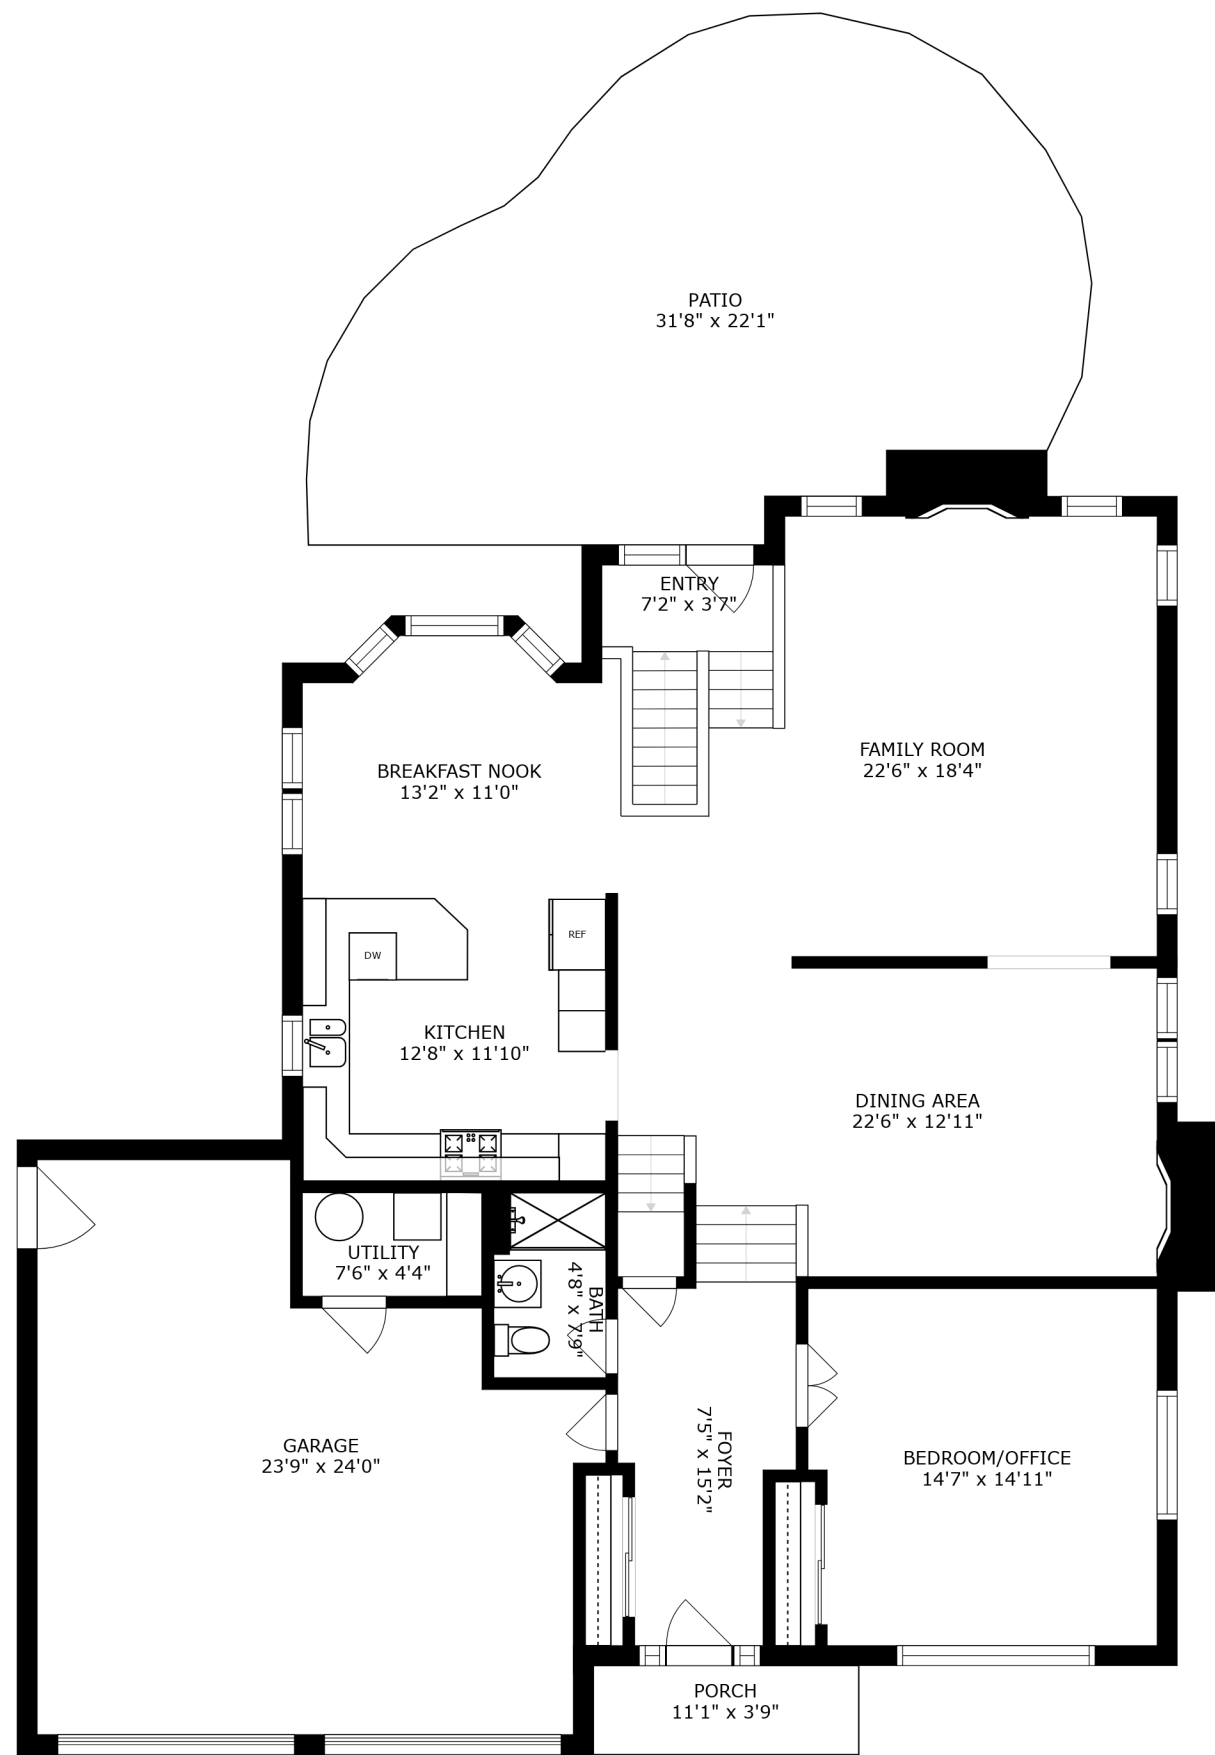 PATIO
31'8" x 22'1"
ENTRY
7'2" x 3'7"
FAMILY ROOM
22'6" x 18'4"
BREAKFAST NOOK
13'2" x 11'0"
REF
DW
KITCHEN
12'8" x 11'10"
DINING AREA
22'6" x 12'11"
UTILITY
7'6" x 4'4"
BATH
4'8" x 7'9"
GARAGE
23'9" x 24'0"
FOYER
7'5" x 15'2"
BEDROOM/OFFICE
14'7" x 14'11"
PORCH
11'1" x 3'9"